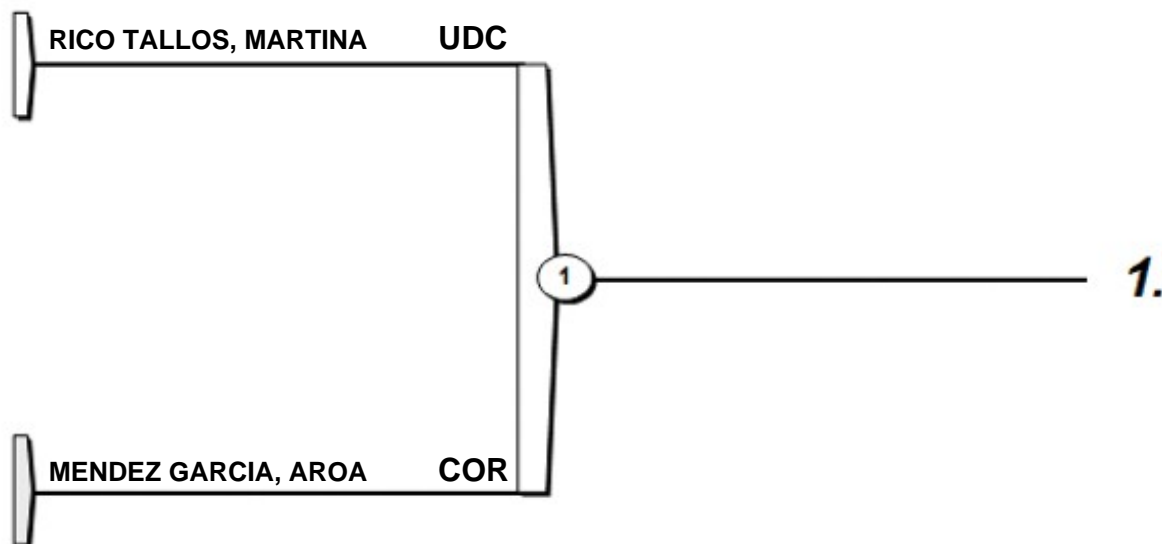 RICO TALLOS, MARTINA UDC
1
1.
MENDEZ GARCIA, AROA COR